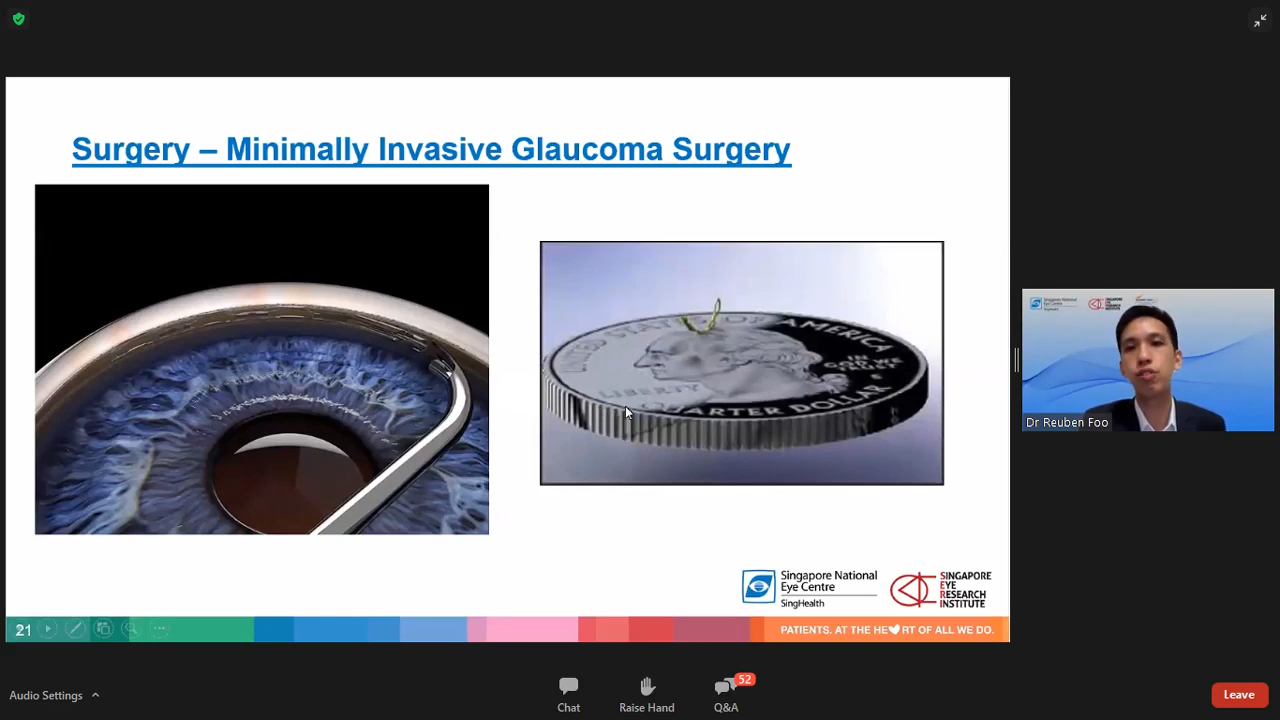 Surgery – Minimally Invasive Glaucoma Surgery
UNITED STATES OF AMERICA
LIBERTY
IN
GOD WE
TRUST
QUARTER DOLLAR
Singapore National
Eye Centre
SingHealth
SINGAPORE
EYE
RESEARCH
INSTITUTE
21
PATIENTS. AT THE HE RT OF ALL WE DO.
Dr Reuben Foo
Audio Settings
Chat
Raise Hand
52
Q&A
Leave